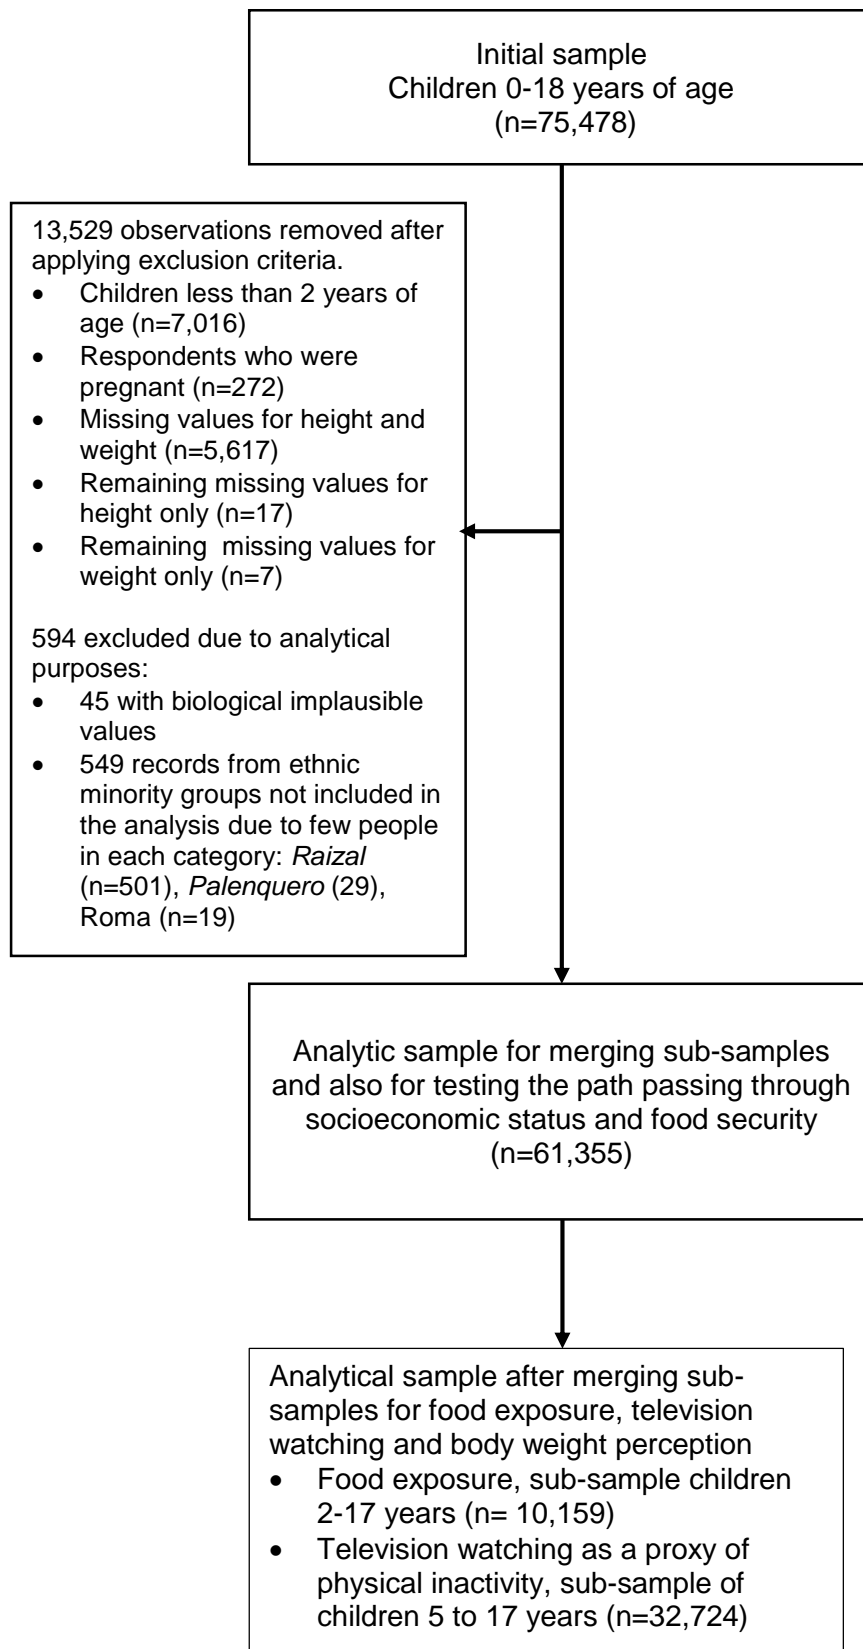 Initial sample
Children 0-18 years of age
(n=75,478)
13,529 observations removed after
applying exclusion criteria.
• Children less than 2 years of
age (n=7,016)
• Respondents who were
pregnant (n=272)
• Missing values for height and
weight (n=5,617)
• Remaining missing values for
height only (n=17)
• Remaining missing values for
weight only (n=7)
594 excluded due to analytical
purposes:
• 45 with biological implausible
values
• 549 records from ethnic
minority groups not included in
the analysis due to few people
in each category: Raizal
(n=501), Palenquero (29),
Roma (n=19)
Analytic sample for merging sub-samples
and also for testing the path passing through
socioeconomic status and food security
(n=61,355)
Analytical sample after merging sub-
samples for food exposure, television
watching and body weight perception
• Food exposure, sub-sample children
2-17 years (n= 10,159)
• Television watching as a proxy of
physical inactivity, sub-sample of
children 5 to 17 years (n=32,724)